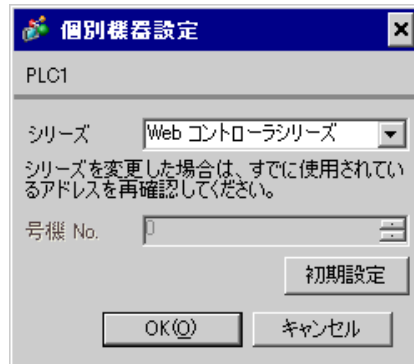 個別機器設定
PLC1
シリーズ Web コントローラシリーズ
シリーズを変更した場合は、すでに使用されてい
るアドレスを再確認してください。
号機 No. 0
初期設定
OK(O) キャンセル